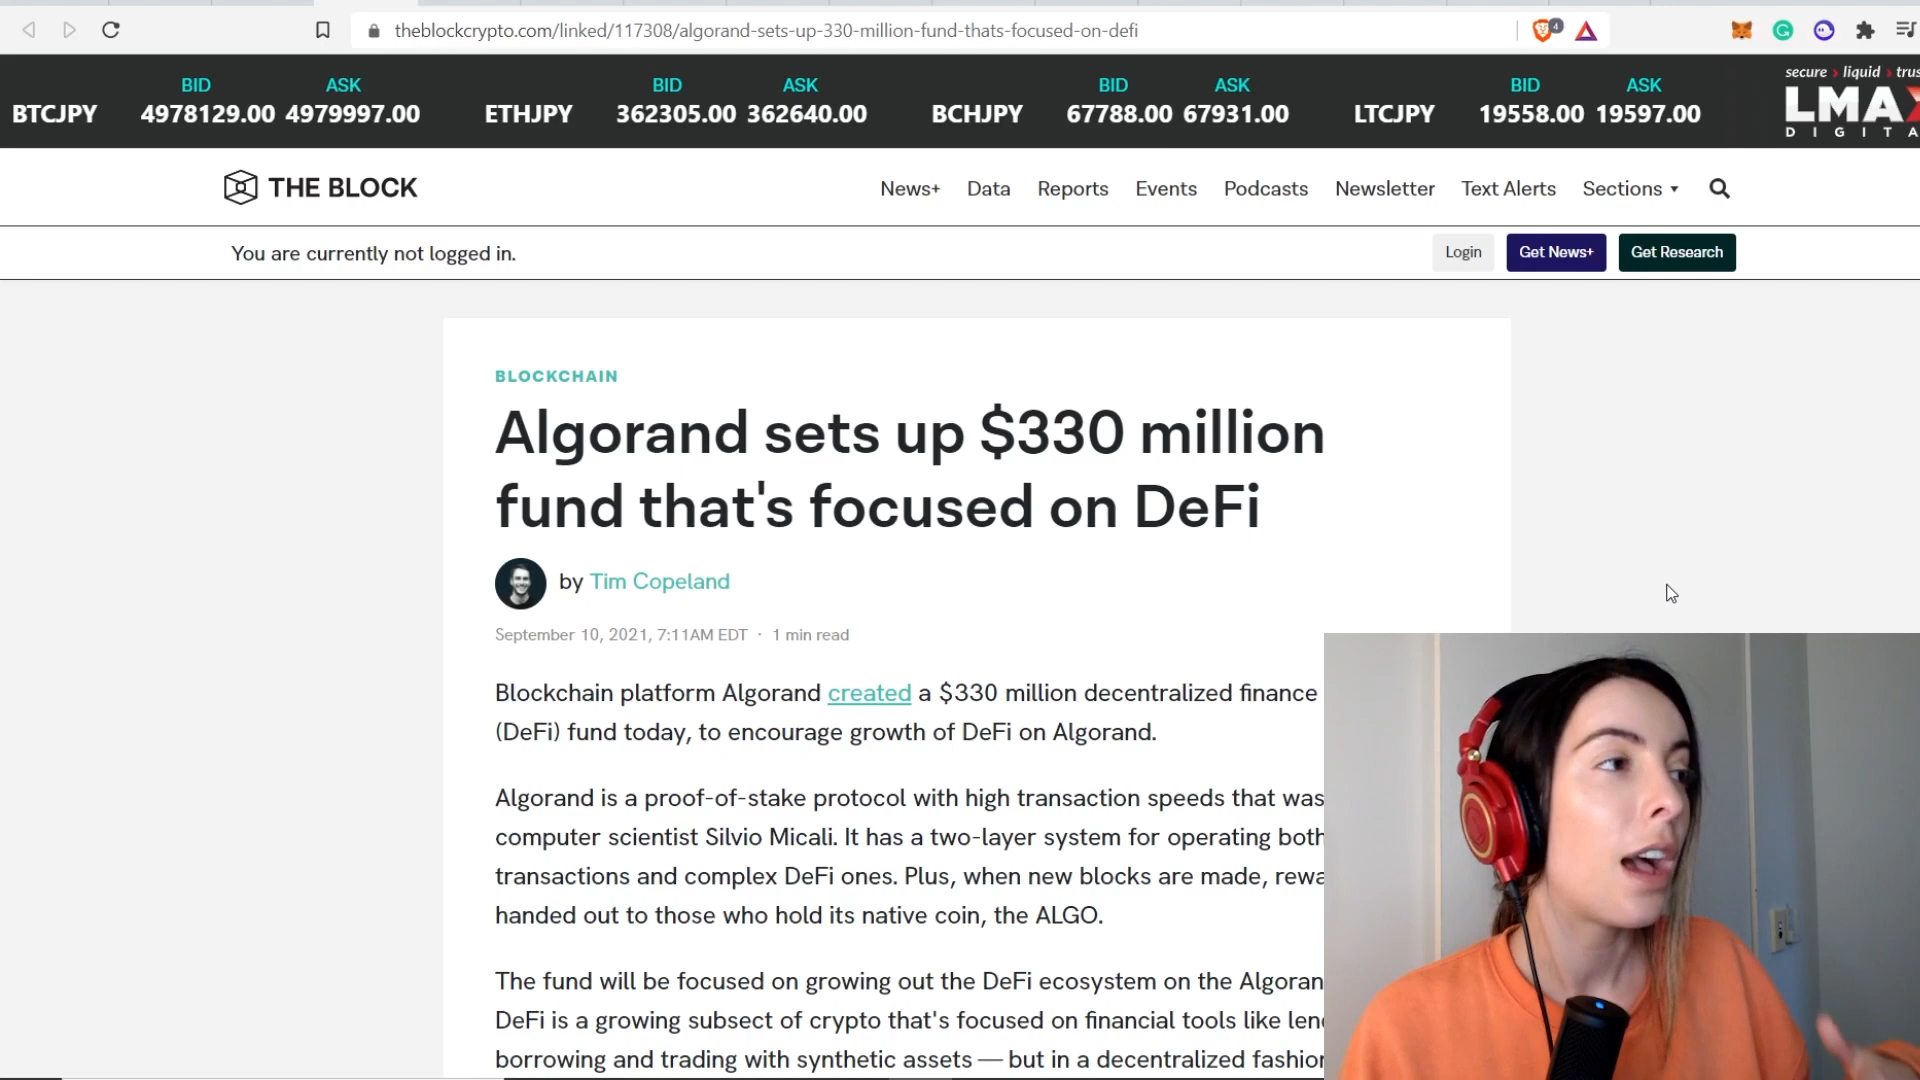 theblockcrypto.com/linked/117308/algorand-sets-up-330-million-fund-thats-focused-on-defi
4
BID ASK BID ASK BID ASK BID ASK
BTCJPY 4978129.00 4979997.00 ETHJPY 362305.00 362640.00 BCHJPY 67788.00 67931.00 LTCJPY 19558.00 19597.00
secure › liquid › trus
LMAX
DIGITA
THE BLOCK
News+ Data Reports Events Podcasts Newsletter Text Alerts Sections
You are currently not logged in.
Login Get News+ Get Research
BLOCKCHAIN
Algorand sets up $330 million
fund that's focused on DeFi
by Tim Copeland
September 10, 2021, 7:11AM EDT · 1 min read
Blockchain platform Algorand created a $330 million decentralized finance
(DeFi) fund today, to encourage growth of DeFi on Algorand.
Algorand is a proof-of-stake protocol with high transaction speeds that was
computer scientist Silvio Micali. It has a two-layer system for operating both
transactions and complex DeFi ones. Plus, when new blocks are made, rewa
handed out to those who hold its native coin, the ALGO.
The fund will be focused on growing out the DeFi ecosystem on the Algoran
DeFi is a growing subsect of crypto that's focused on financial tools like len
borrowing and trading with synthetic assets — but in a decentralized fashion